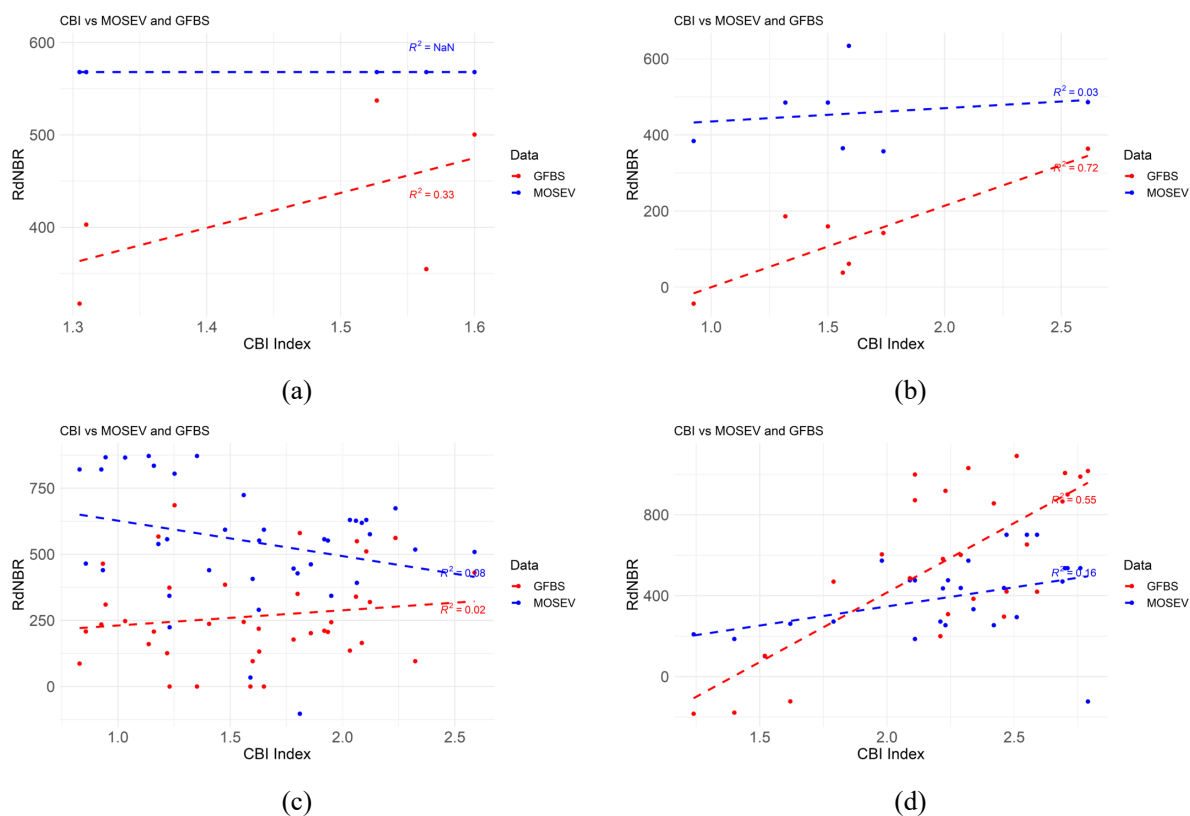 CBI vs MOSEV and GFBS
600
500
400
RdNBR
R² = NaN
R² = 0.33
1.3 1.4 1.5 1.6
CBI Index
Data
GFBS
MOSEV
(a)
CBI vs MOSEV and GFBS
600
400
200
0
RdNBR
R² = 0.03
R² = 0.72
1.0 1.5 2.0 2.5
CBI Index
Data
GFBS
MOSEV
(b)
CBI vs MOSEV and GFBS
750
500
250
0
RdNBR
R² = 0.08
R² = 0.02
1.0 1.5 2.0 2.5
CBI Index
Data
GFBS
MOSEV
(c)
CBI vs MOSEV and GFBS
800
400
0
RdNBR
R² = 0.55
R² = 0.16
1.5 2.0 2.5
CBI Index
Data
GFBS
MOSEV
(d)